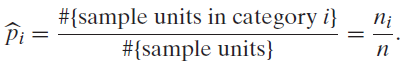 p̂ᵢ = #{sample units in category i} / #{sample units} = nᵢ / n.